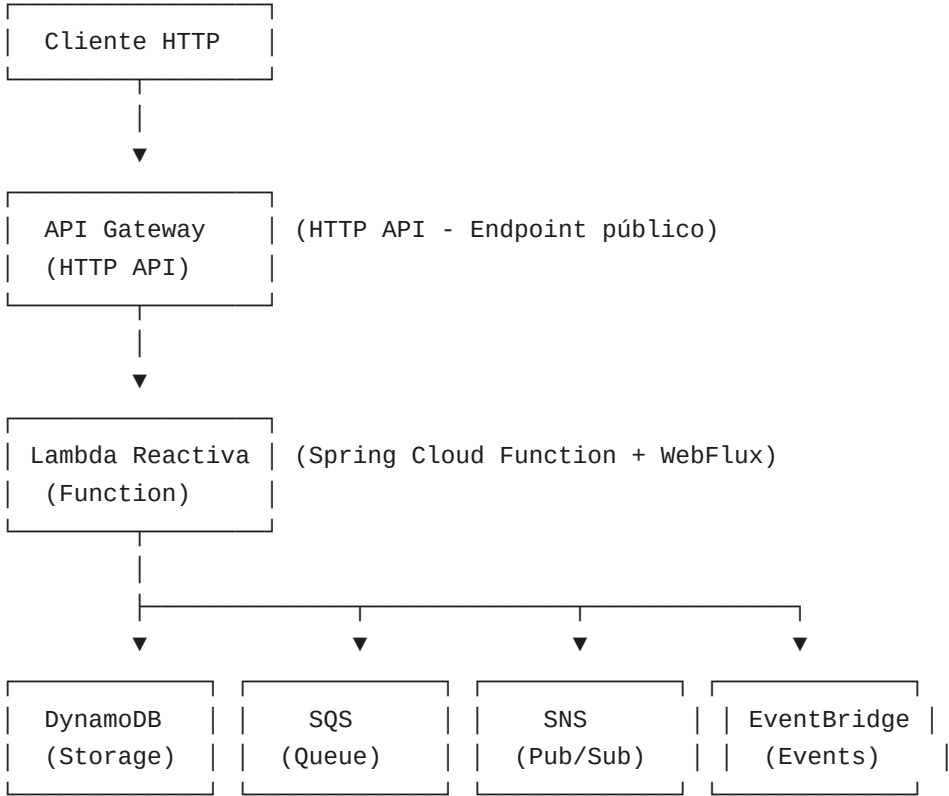 Cliente HTTP
API Gateway (HTTP API - Endpoint público)
(HTTP API)
Lambda Reactiva (Spring Cloud Function + WebFlux)
(Function)
DynamoDB SQS SNS EventBridge
(Storage) (Queue) (Pub/Sub) (Events)